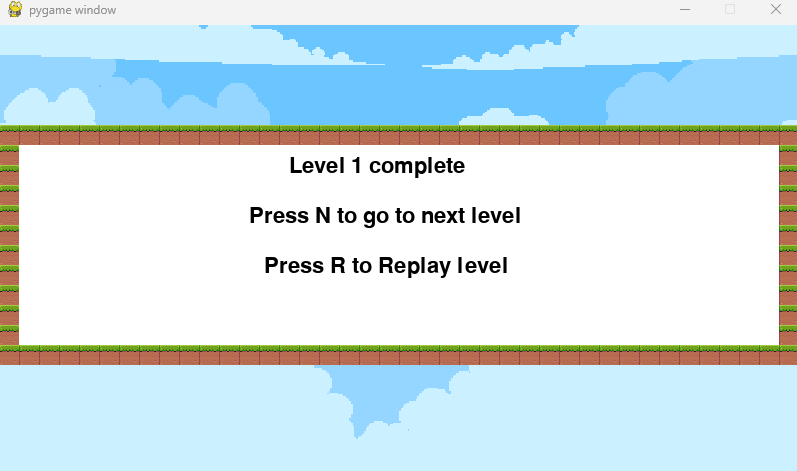 pygame window
Level 1 complete
Press N to go to next level
Press R to Replay level